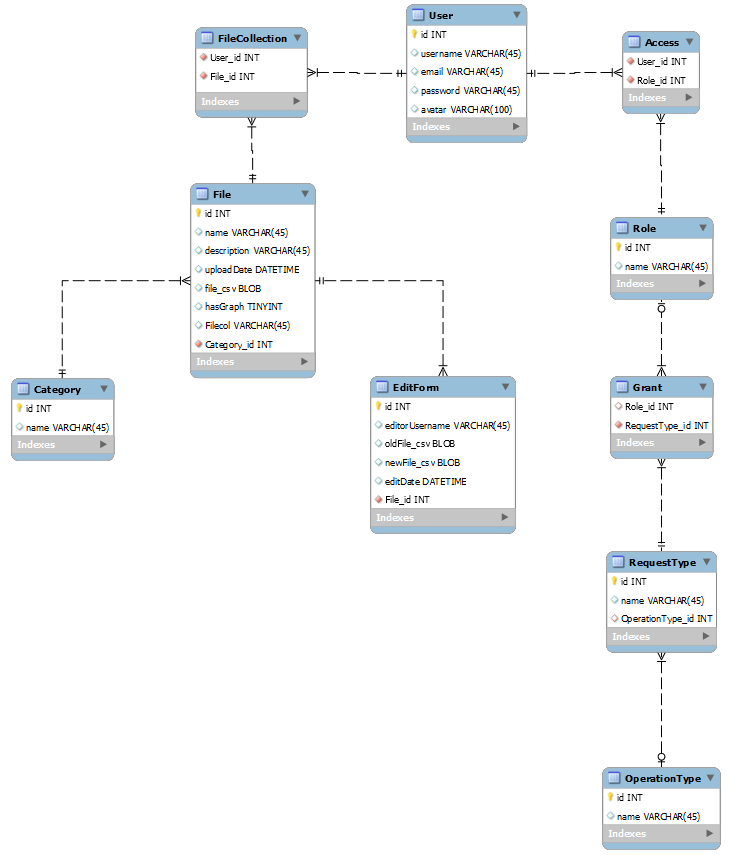 FileCollection
User_id INT
File_id INT
Indexes
User
id INT
username VARCHAR(45)
email VARCHAR(45)
password VARCHAR(45)
avatar VARCHAR(100)
Indexes
Access
User_id INT
Role_id INT
Indexes
File
id INT
name VARCHAR(45)
description VARCHAR(45)
uploadDate DATETIME
file_csv BLOB
hasGraph TINYINT
Filecol VARCHAR(45)
Category_id INT
Indexes
Role
id INT
name VARCHAR(45)
Indexes
Category
id INT
name VARCHAR(45)
Indexes
EditForm
id INT
editorUsername VARCHAR(45)
oldFile_csv BLOB
newFile_csv BLOB
editDate DATETIME
File_id INT
Indexes
Grant
Role_id INT
RequestType_id INT
Indexes
RequestType
id INT
name VARCHAR(45)
OperationType_id INT
Indexes
OperationType
id INT
name VARCHAR(45)
Indexes